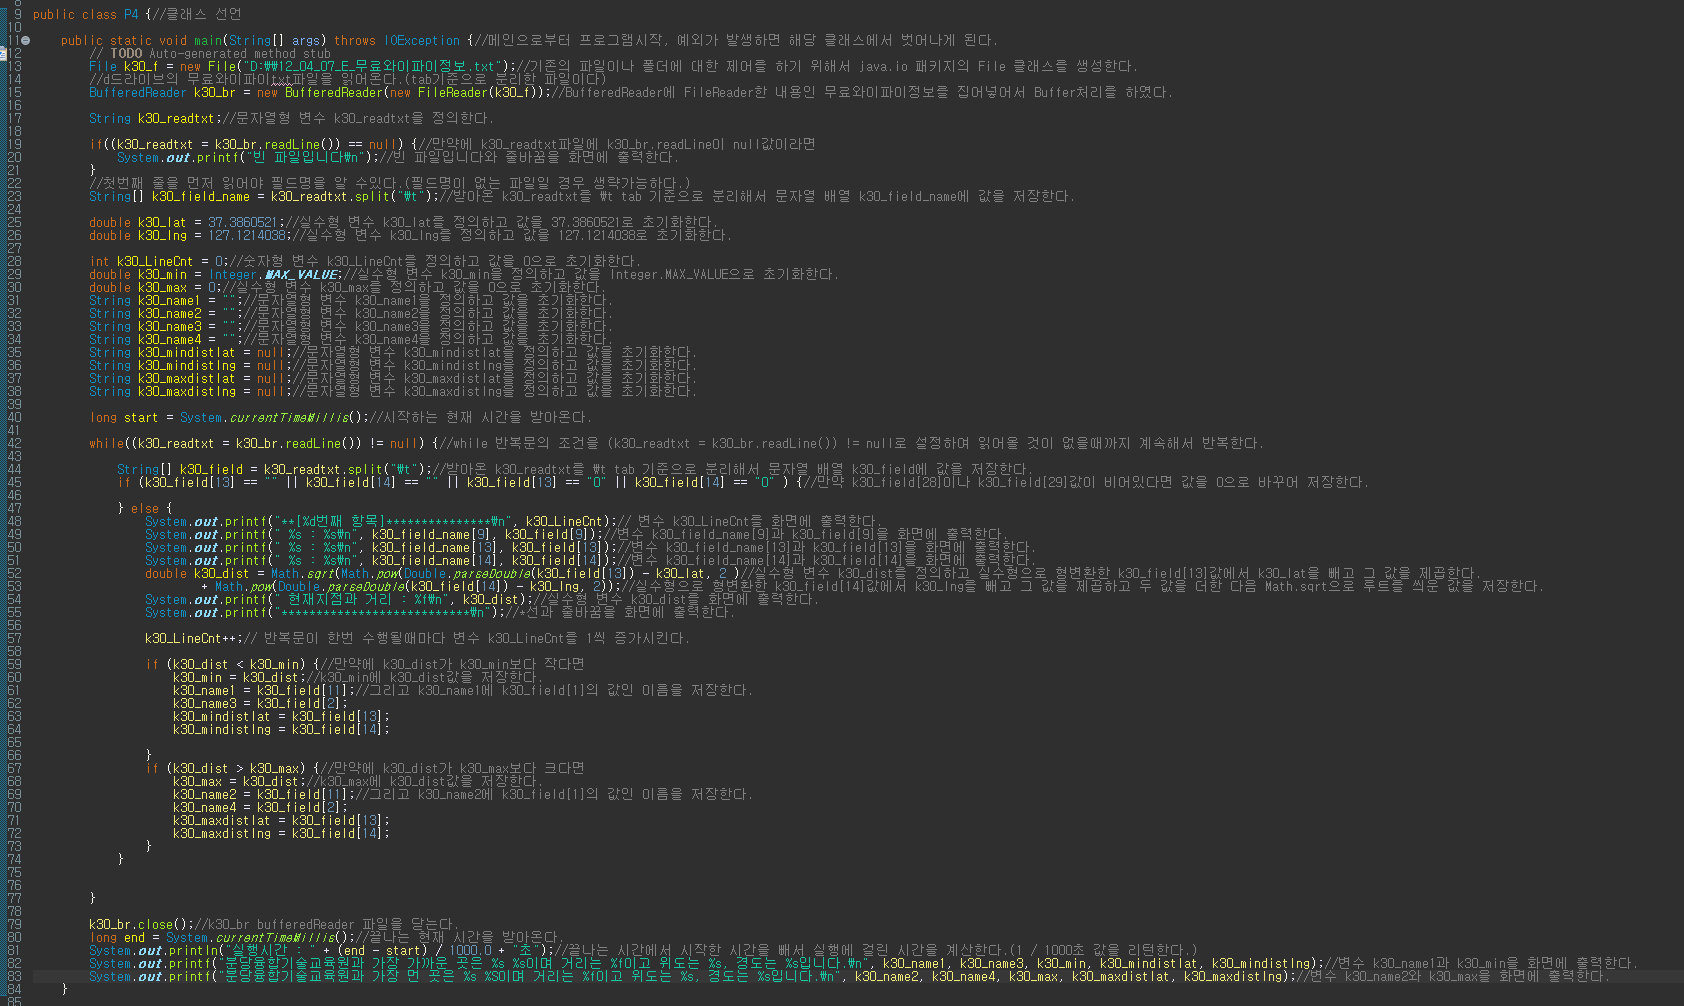 8
9 public class P4 {//클래스 선언
10
11 public static void main(String[] args) throws IOException {//메인으로부터 프로그램시작, 예외가 발생하면 해당 클래스에서 벗어나게 된다.
12 // TODO Auto-generated method stub
13 File k30_f = new File("D:\\12_04_07_E_무료와이파이정보.txt");//기존의 파일이나 폴더에 대한 제어를 하기 위해서 java.io 패키지의 File 클래스를 생성한다.
14 //d드라이브의 무료와이파이txt파일을 읽어온다.(tab기준으로 분리한 파일이다)
15 BufferedReader k30_br = new BufferedReader(new FileReader(k30_f));//BufferedReader에 FileReader한 내용인 무료와이파이정보를 집어넣어서 Buffer처리를 하였다.
16
17 String k30_readtxt;//문자열형 변수 k30_readtxt을 정의한다.
18
19 if((k30_readtxt = k30_br.readLine()) == null) {//만약에 k30_readtxt파일에 k30_br.readLine이 null값이라면
20 System.out.printf("빈 파일입니다\n");//빈 파일입니다와 줄바꿈을 화면에 출력한다.
21 }
22 //첫번째 줄을 먼저 읽어야 필드명을 알 수있다.(필드명이 없는 파일일 경우 생략가능하다.)
23 String[] k30_field_name = k30_readtxt.split("\t");//받아온 k30_readtxt를 \t tab 기준으로 분리해서 문자열 배열 k30_field_name에 값을 저장한다.
24
25 double k30_lat = 37.3860521;//실수형 변수 k30_lat를 정의하고 값을 37.3860521로 초기화한다.
26 double k30_lng = 127.1214038;//실수형 변수 k30_lng를 정의하고 값을 127.1214038로 초기화한다.
27
28 int k30_LineCnt = 0;//숫자형 변수 k30_LineCnt를 정의하고 값을 0으로 초기화한다.
29 double k30_min = Integer.MAX_VALUE;//실수형 변수 k30_min을 정의하고 값을 Integer.MAX_VALUE으로 초기화한다.
30 double k30_max = 0;//실수형 변수 k30_max를 정의하고 값을 0으로 초기화한다.
31 String k30_name1 = "";//문자열형 변수 k30_name1을 정의하고 값을 초기화한다.
32 String k30_name2 = "";//문자열형 변수 k30_name2을 정의하고 값을 초기화한다.
33 String k30_name3 = "";//문자열형 변수 k30_name3을 정의하고 값을 초기화한다.
34 String k30_name4 = "";//문자열형 변수 k30_name4을 정의하고 값을 초기화한다.
35 String k30_mindistlat = null;//문자열형 변수 k30_mindistlat을 정의하고 값을 초기화한다.
36 String k30_mindistlng = null;//문자열형 변수 k30_mindistlng을 정의하고 값을 초기화한다.
37 String k30_maxdistlat = null;//문자열형 변수 k30_maxdistlat을 정의하고 값을 초기화한다.
38 String k30_maxdistlng = null;//문자열형 변수 k30_maxdistlng을 정의하고 값을 초기화한다.
39
40 long start = System.currentTimeMillis();//시작하는 현재 시간을 받아온다.
41
42 while((k30_readtxt = k30_br.readLine()) != null) {//while 반복문의 조건을 (k30_readtxt = k30_br.readLine()) != null로 설정하며 읽어올 것이 없을때까지 계속해서 반복한다.
43
44 String[] k30_field = k30_readtxt.split("\t");//받아온 k30_readtxt를 \t tab 기준으로 분리해서 문자열 배열 k30_field에 값을 저장한다.
45 if (k30_field[13] == "" || k30_field[14] == "" || k30_field[13] == "0" || k30_field[14] == "0" ) {//만약 k30_field[28]이나 k30_field[29]값이 비어있다면 값을 0으로 바꾸어 저장한다.
46
47 } else {
48 System.out.printf("**[%d번째 항목]***************\n", k30_LineCnt);// 변수 k30_LineCnt를 화면에 출력한다.
49 System.out.printf(" %s : %s\n", k30_field_name[9], k30_field[9]);//변수 k30_field_name[9]과 k30_field[9]을 화면에 출력한다.
50 System.out.printf(" %s : %s\n", k30_field_name[13], k30_field[13]);//변수 k30_field_name[13]과 k30_field[13]을 화면에 출력한다.
51 System.out.printf(" %s : %s\n", k30_field_name[14], k30_field[14]);//변수 k30_field_name[14]과 k30_field[14]를 화면에 출력한다.
52 double k30_dist = Math.sqrt(Math.pow(Double.parseDouble(k30_field[13]) - k30_lat, 2 )//실수형 변수 k30_dist를 정의하고 실수형으로 형변환한 k30_field[13]값에서 k30_lat를 빼고 그 값을 제곱한다.
53 + Math.pow(Double.parseDouble(k30_field[14]) - k30_lng, 2));//실수형으로 형변환한 k30_field[14]값에서 k30_lng를 빼고 그 값을 제곱하고 두 값을 더한 다음 Math.sqrt으로 루트를 씌운 값을 저장한다.
54 System.out.printf(" 현재지점과 거리 : %f\n", k30_dist);//실수형 변수 k30_dist를 화면에 출력한다.
55 System.out.printf("***************************\n");//*선과 줄바꿈을 화면에 출력한다.
56
57 k30_LineCnt++;// 반복문이 한번 수행될때마다 변수 k30_LineCnt를 1씩 증가시킨다.
58
59 if (k30_dist < k30_min) {//만약에 k30_dist가 k30_min보다 작다면
60 k30_min = k30_dist;//k30_min에 k30_dist값을 저장한다.
61 k30_name1 = k30_field[11];//그리고 k30_name1에 k30_field[1]의 값인 이름을 저장한다.
62 k30_name3 = k30_field[2];
63 k30_mindistlat = k30_field[13];
64 k30_mindistlng = k30_field[14];
65
66 }
67 if (k30_dist > k30_max) {//만약에 k30_dist가 k30_max보다 크다면
68 k30_max = k30_dist;//k30_max에 k30_dist값을 저장한다.
69 k30_name2 = k30_field[11];//그리고 k30_name2에 k30_field[1]의 값인 이름을 저장한다.
70 k30_name4 = k30_field[2];
71 k30_maxdistlat = k30_field[13];
72 k30_maxdistlng = k30_field[14];
73 }
74 }
75
76
77 }
78
79 k30_br.close();//k30_br bufferedReader 파일을 닫는다.
80 long end = System.currentTimeMillis();//끝나는 현재 시간을 받아온다.
81 System.out.println("실행시간 : " + (end - start) / 1000.0 + "초");//끝나는 시간에서 시작한 시간을 빼서 실행에 걸린 시간을 계산한다.(1 / 1000초 값을 리턴한다.)
82 System.out.printf("분당융합기술교육원과 가장 가까운 곳은 %s %s이며 거리는 %f이고 위도는 %s, 경도는 %s입니다.\n", k30_name1, k30_name3, k30_min, k30_mindistlat, k30_mindistlng);//변수 k30_name1과 k30_min을 화면에 출력한다.
83 System.out.printf("분당융합기술교육원과 가장 먼 곳은 %s %S이며 거리는 %f이고 위도는 %s, 경도는 %s입니다.\n", k30_name2, k30_name4, k30_max, k30_maxdistlat, k30_maxdistlng);//변수 k30_name2와 k30_max을 화면에 출력한다.
84 }
85